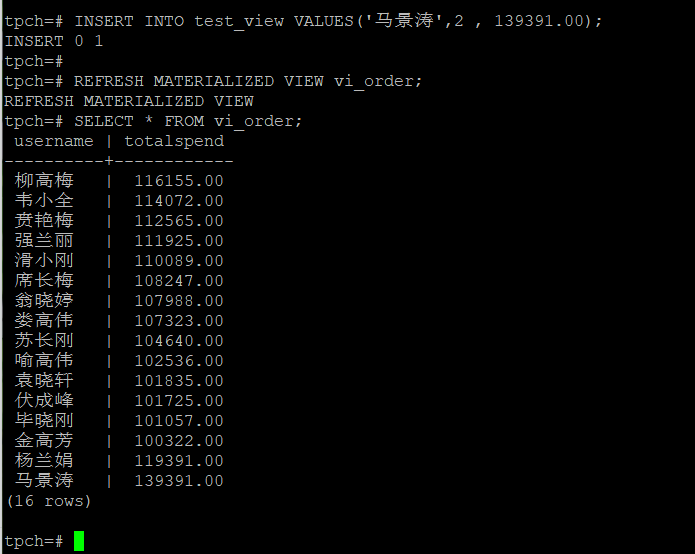 tpch=# INSERT INTO test_view VALUES('马景涛',2 , 139391.00);
INSERT 0 1
tpch=#
tpch=# REFRESH MATERIALIZED VIEW vi_order;
REFRESH MATERIALIZED VIEW
tpch=# SELECT * FROM vi_order;
 username | totalspend
----------+------------
 柳高梅   |  116155.00
 韦小全   |  114072.00
 贲艳梅   |  112565.00
 强兰丽   |  111925.00
 滑小刚   |  110089.00
 席长梅   |  108247.00
 翁晓婷   |  107988.00
 娄高伟   |  107323.00
 苏长刚   |  104640.00
 喻高伟   |  102536.00
 袁晓轩   |  101835.00
 伏成峰   |  101725.00
 毕晓刚   |  101057.00
 金高芳   |  100322.00
 杨兰娟   |  119391.00
 马景涛   |  139391.00
(16 rows)
tpch=#